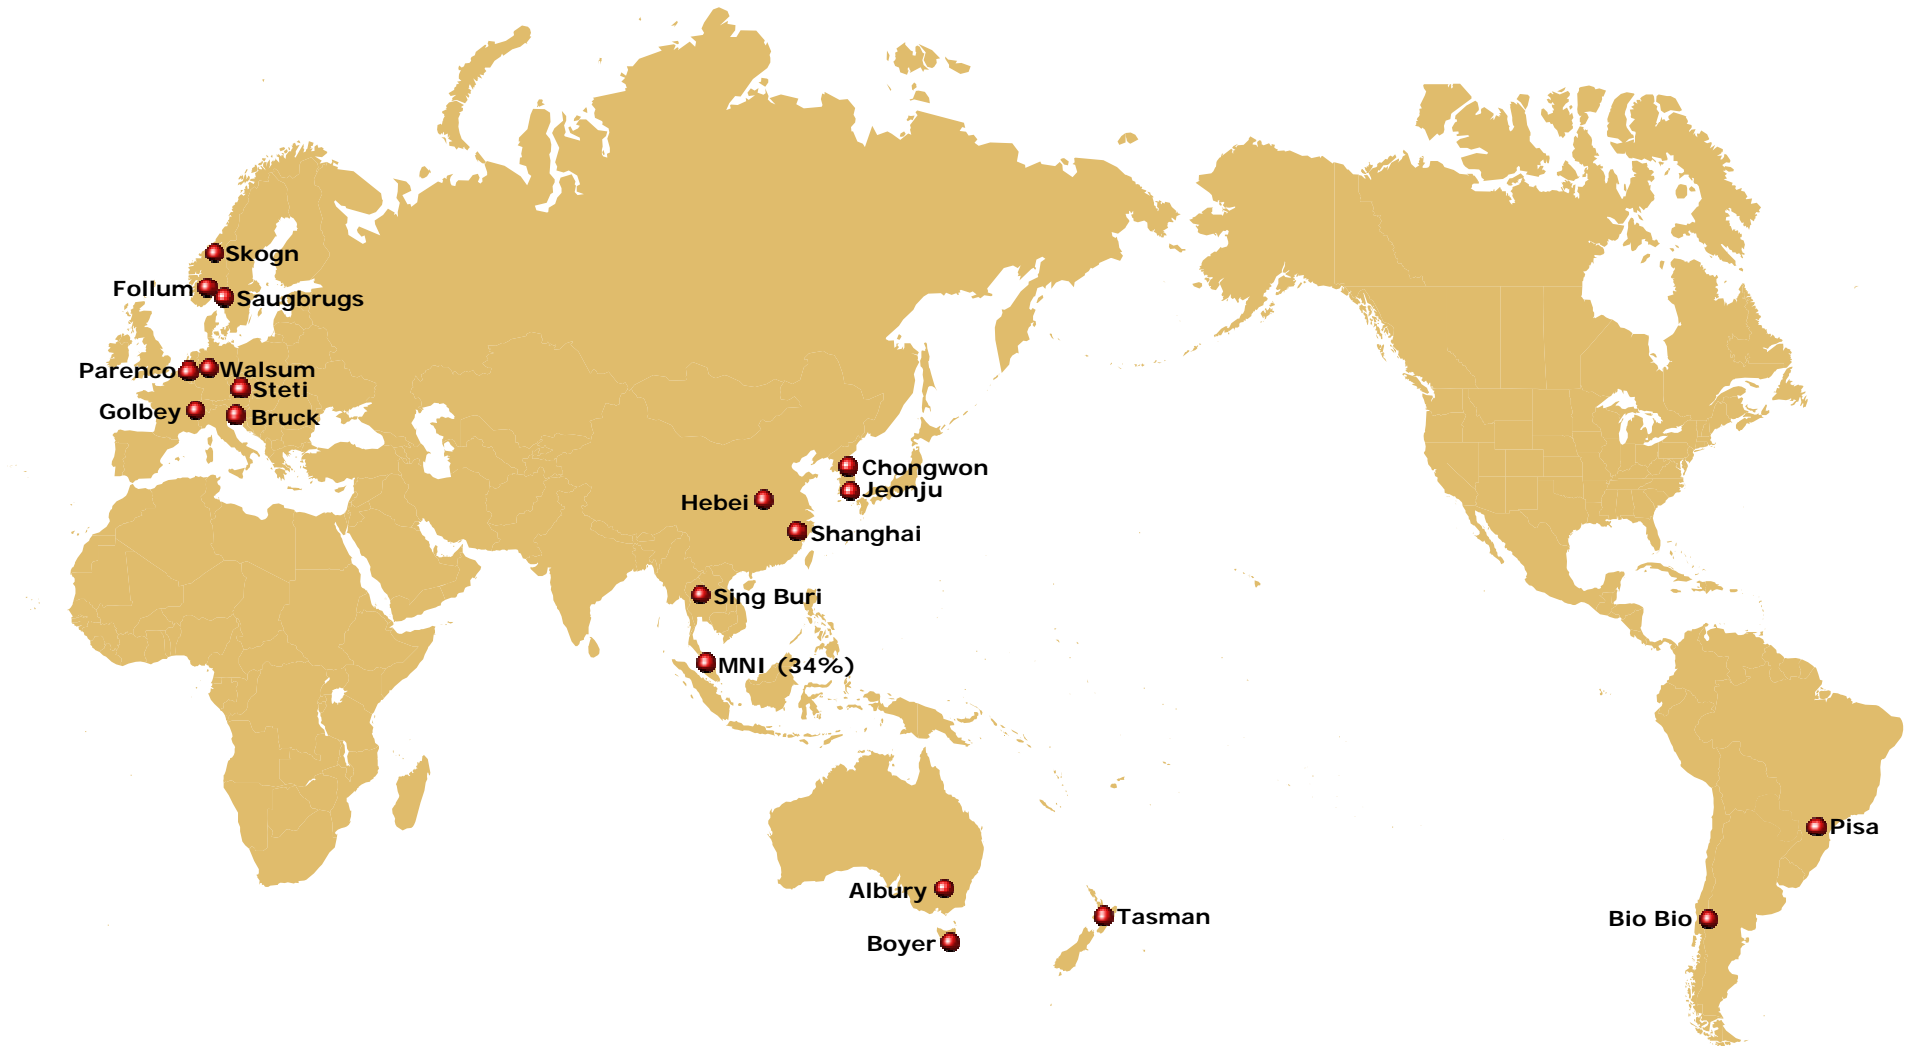 Skogn
Follum
Saugbrugs
Parenco
Walsum
Steti
Golbey
Bruck
Chongwon
Jeonju
Hebei
Shanghai
Sing Buri
MNI (34%)
Pisa
Albury
Tasman
Bio Bio
Boyer